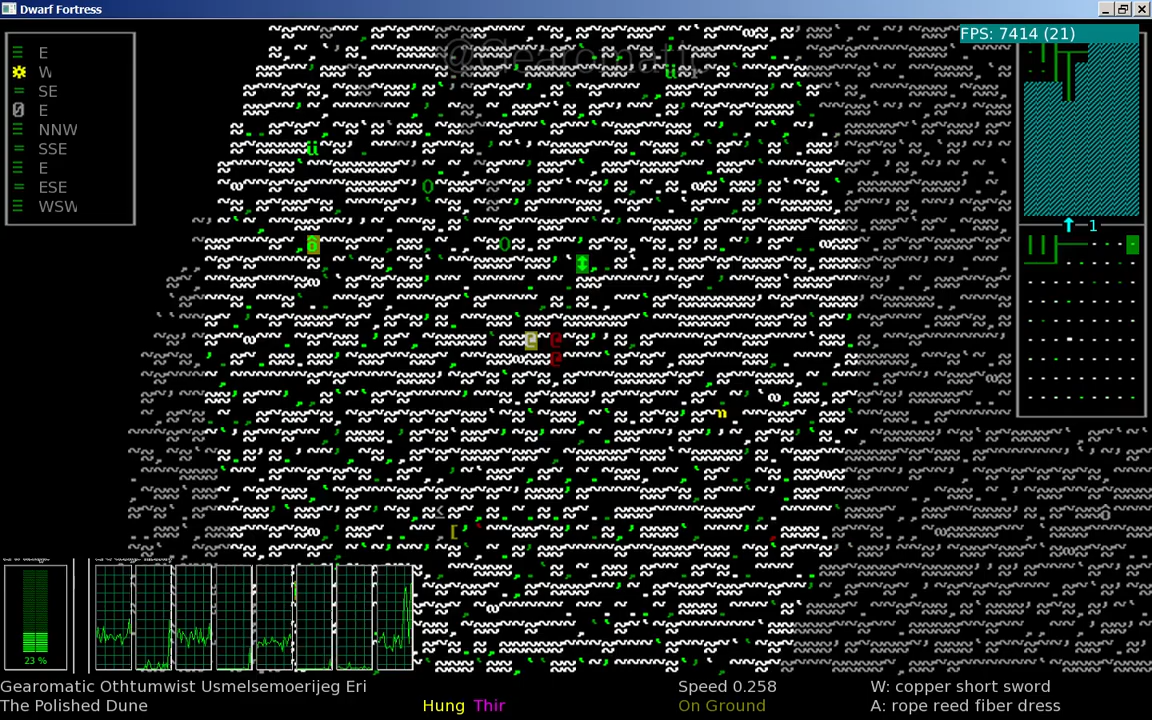 Dwarf Fortress
@Gearomatic
FPS: 7414 (21)
E
W
SE
E
NNW
SSE
E
ESE
WSW
1
23 %
Gearomatic Othtumwist Usmelsemoerijeg Eri
The Polished Dune
Hung Thir
Speed 0.258
On Ground
W: copper short sword
A: rope reed fiber dress